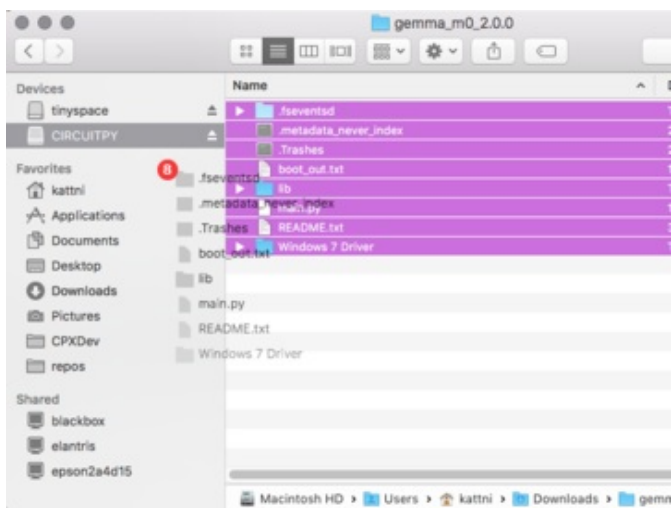 gemma_m0_2.0.0
Devices
tinyspace
CIRCUITPY
Favorites
kattni
Applications
Documents
Desktop
Downloads
Pictures
CPXDev
repos
Shared
blackbox
elantris
epson2a4d15
Name
.fseventsd
.metadata_never_index
.Trashes
boot_out.txt
lib
main.py
README.txt
Windows 7 Driver
8
.fseventsd
.metadata_never_index
.Trashes
boot_out.txt
lib
main.py
README.txt
Windows 7 Driver
Macintosh HD › Users › kattni › Downloads › gemm